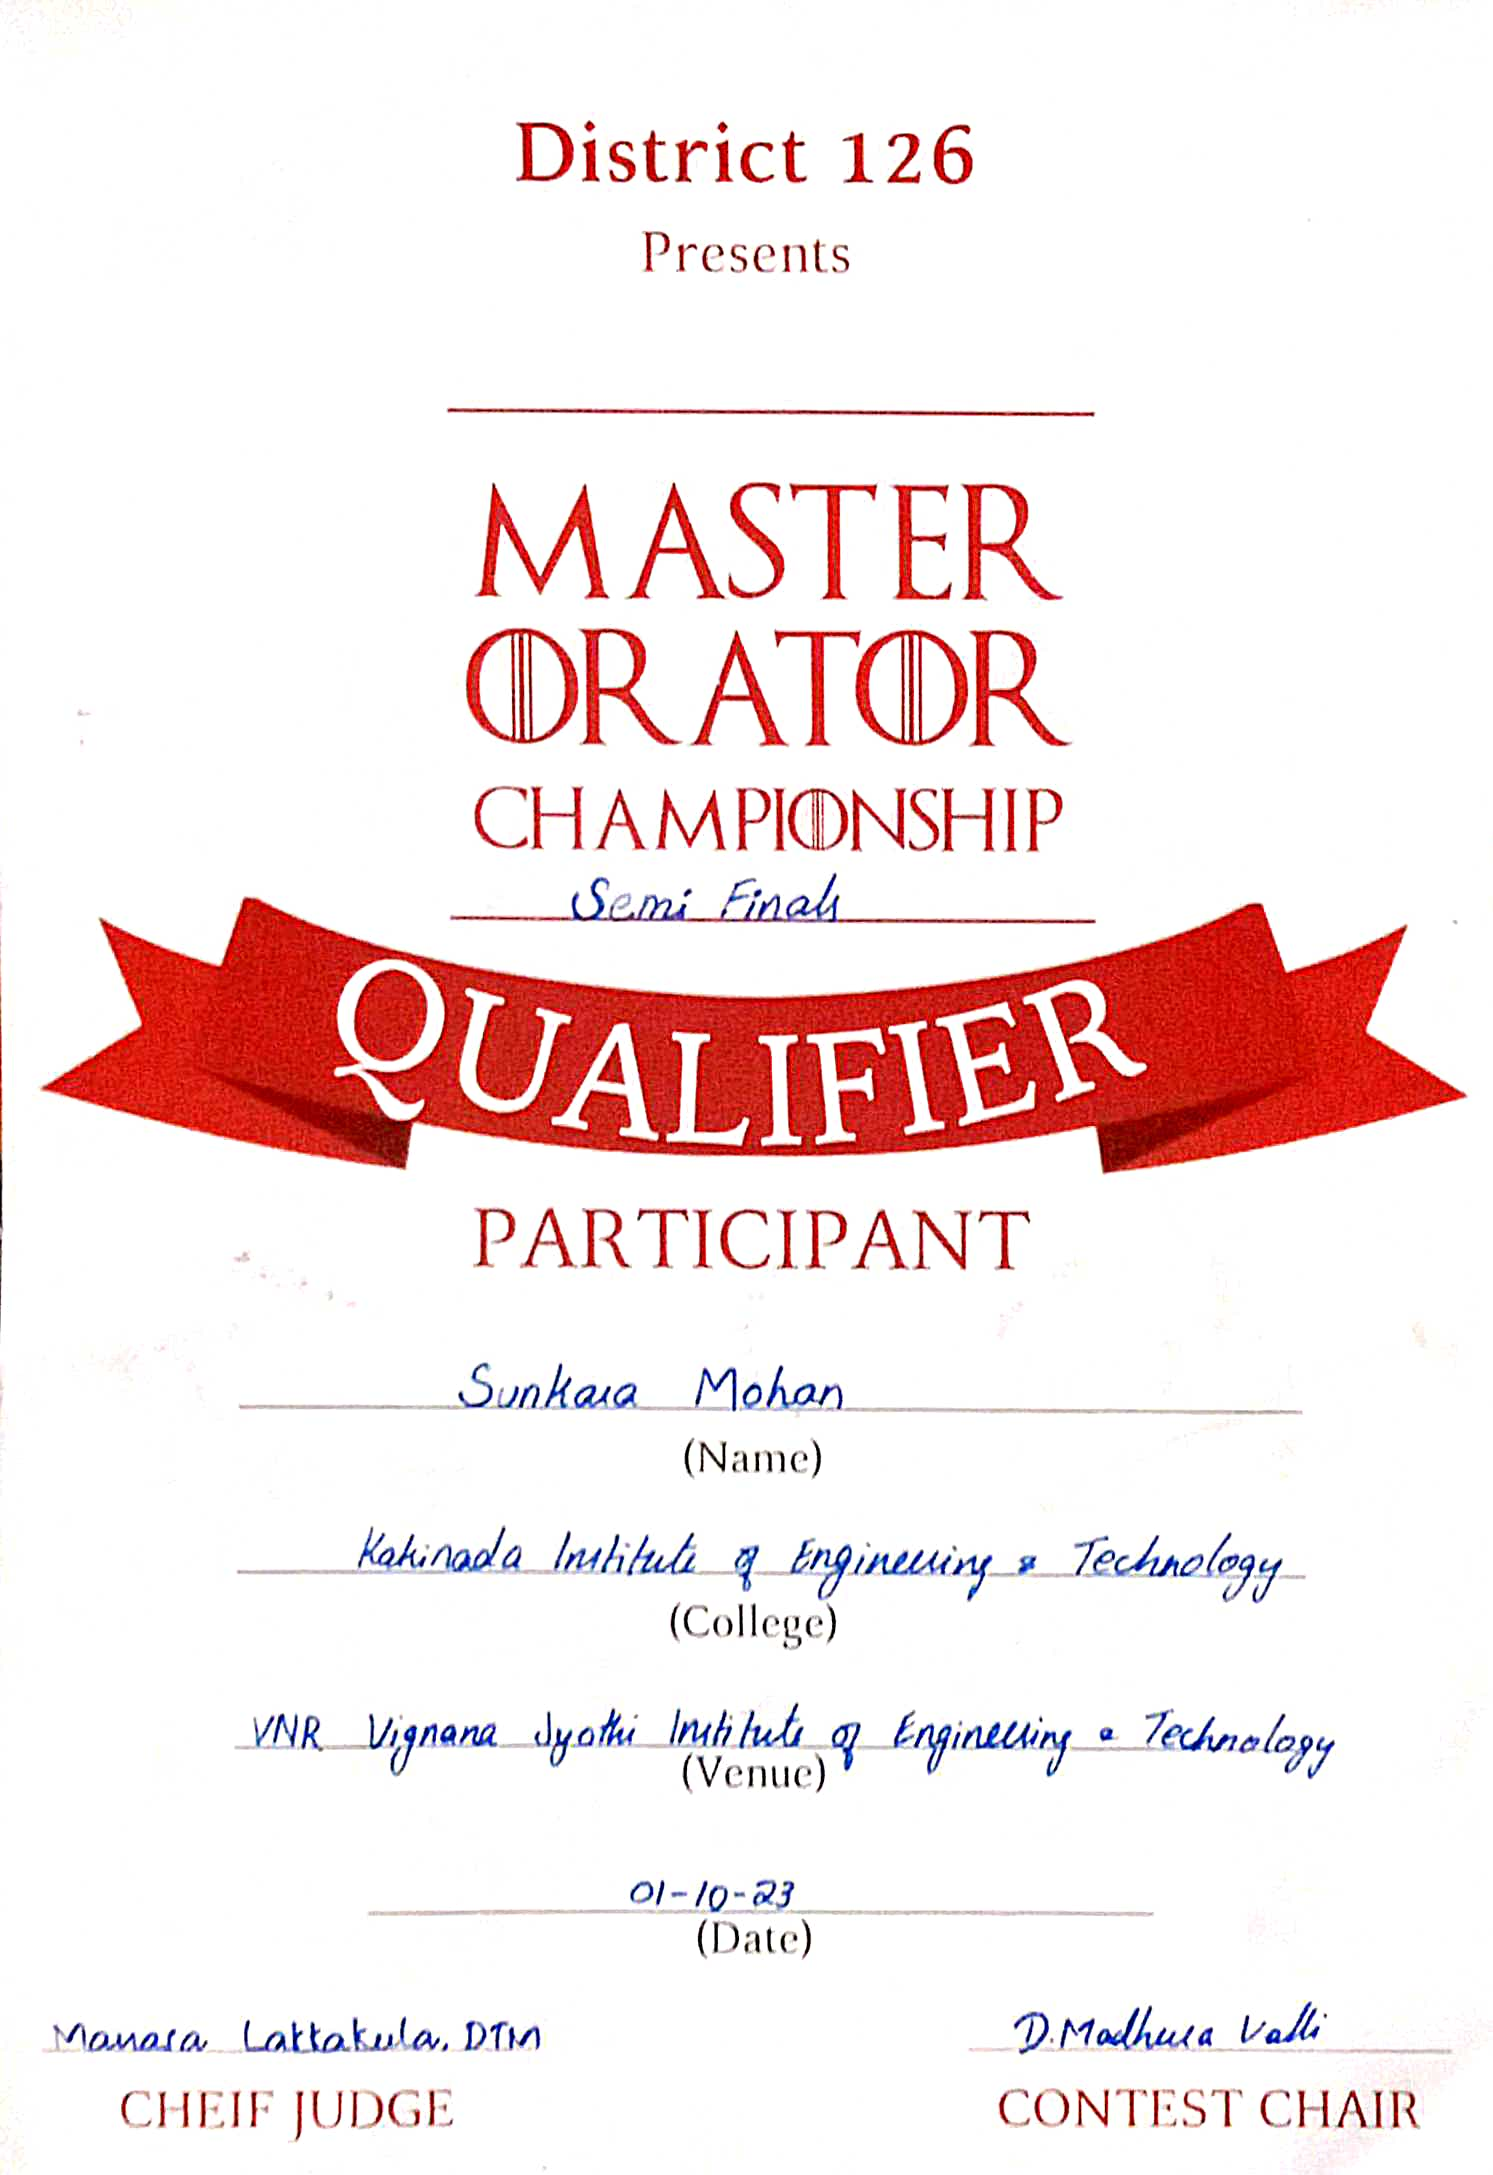 District 126
Presents
MASTER
ORATOR
CHAMPIONSHIP
Semi Finals
QUALIFIER
PARTICIPANT
Sunkara Mohan
(Name)
Kakinada Institute of Engineering & Technology
(College)
VNR Vignana Jyothi Institute of Engineering & Technology
(Venue)
01-10-23
(Date)
Manasa Lakkakula, DTM
CHEIF JUDGE
D. Madhura Valli
CONTEST CHAIR